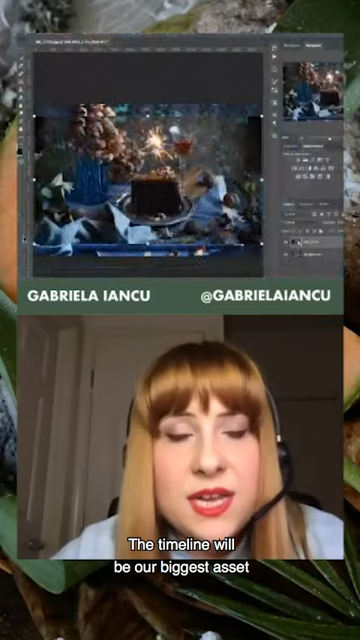 GABRIELA IANCU
@GABRIELAIANCU
The timeline will
be our biggest asset